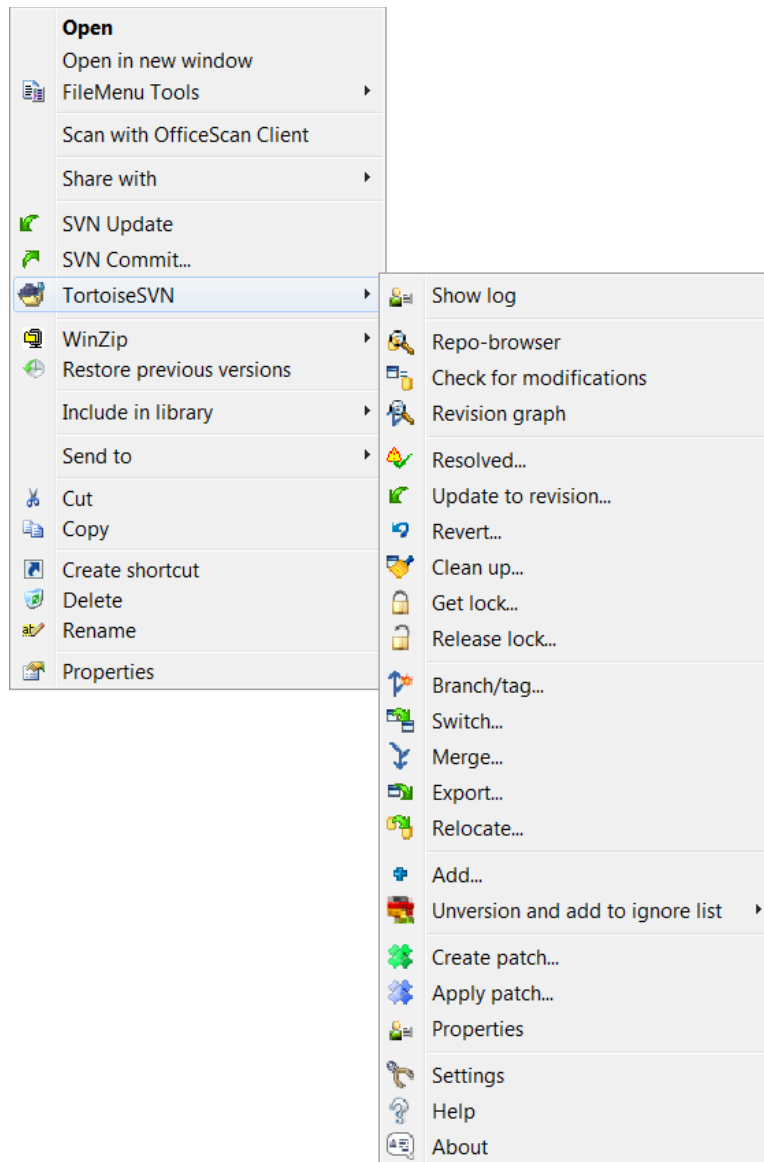 Open
Open in new window
FileMenu Tools
Scan with OfficeScan Client
Share with
SVN Update
SVN Commit...
TortoiseSVN
WinZip
Restore previous versions
Include in library
Send to
Cut
Copy
Create shortcut
Delete
Rename
Properties
Show log
Repo-browser
Check for modifications
Revision graph
Resolved...
Update to revision...
Revert...
Clean up...
Get lock...
Release lock...
Branch/tag...
Switch...
Merge...
Export...
Relocate...
Add...
Unversion and add to ignore list
Create patch...
Apply patch...
Properties
Settings
Help
About